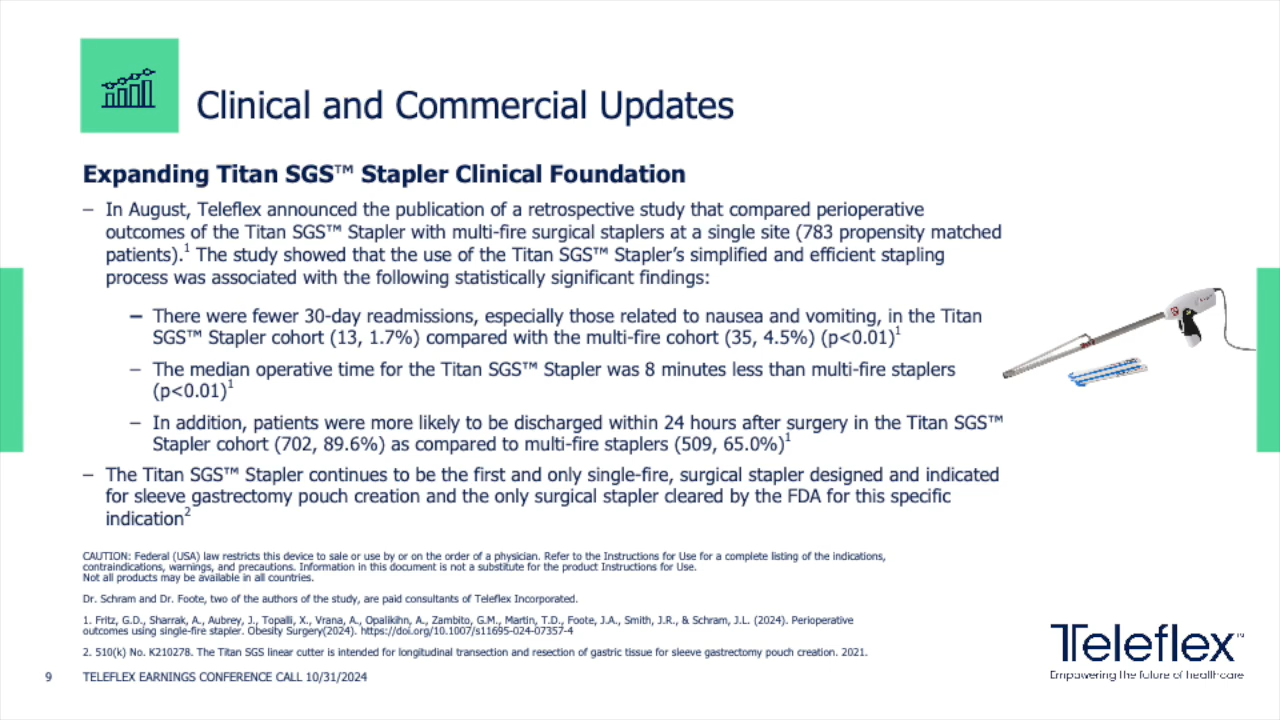 Clinical and Commercial Updates
Expanding Titan SGS™ Stapler Clinical Foundation
– In August, Teleflex announced the publication of a retrospective study that compared perioperative
outcomes of the Titan SGS™ Stapler with multi-fire surgical staplers at a single site (783 propensity matched
patients).1 The study showed that the use of the Titan SGS™ Stapler's simplified and efficient stapling
process was associated with the following statistically significant findings:
– There were fewer 30-day readmissions, especially those related to nausea and vomiting, in the Titan
SGS™ Stapler cohort (13, 1.7%) compared with the multi-fire cohort (35, 4.5%) (p<0.01)1
– The median operative time for the Titan SGS™ Stapler was 8 minutes less than multi-fire staplers
(p<0.01)1
– In addition, patients were more likely to be discharged within 24 hours after surgery in the Titan SGS™
Stapler cohort (702, 89.6%) as compared to multi-fire staplers (509, 65.0%)1
– The Titan SGS™ Stapler continues to be the first and only single-fire, surgical stapler designed and indicated
for sleeve gastrectomy pouch creation and the only surgical stapler cleared by the FDA for this specific
indication2
CAUTION: Federal (USA) law restricts this device to sale or use by or on the order of a physician. Refer to the Instructions for Use for a complete listing of the indications,
contraindications, warnings, and precautions. Information in this document is not a substitute for the product Instructions for Use.
Not all products may be available in all countries.
Dr. Schram and Dr. Foote, two of the authors of the study, are paid consultants of Teleflex Incorporated.
1. Fritz, G.D., Sharrak, A., Aubrey, J., Topalli, X., Vrana, A., Opalikihn, A., Zambito, G.M., Martin, T.D., Foote, J.A., Smith, J.R., & Schram, J.L. (2024). Perioperative
outcomes using single-fire stapler. Obesity Surgery(2024). https://doi.org/10.1007/s11695-024-07357-4
2. 510(k) No. K210278. The Titan SGS linear cutter is intended for longitudinal transection and resection of gastric tissue for sleeve gastrectomy pouch creation. 2021.
9 TELEFLEX EARNINGS CONFERENCE CALL 10/31/2024
Teleflex™
Empowering the future of healthcare